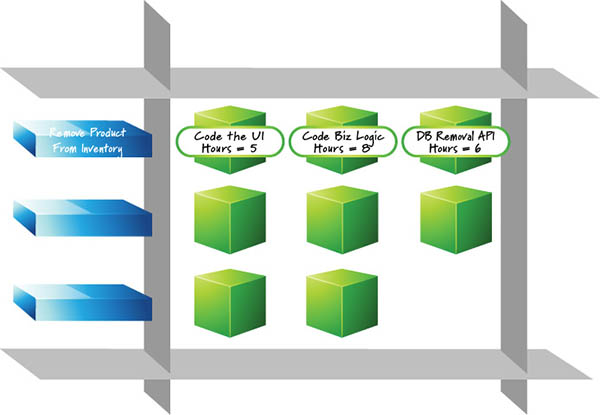 Remove Product
From Inventory
Code the UI
Hours = 5
Code Biz Logic
Hours = 8
DB Removal API
Hours = 6